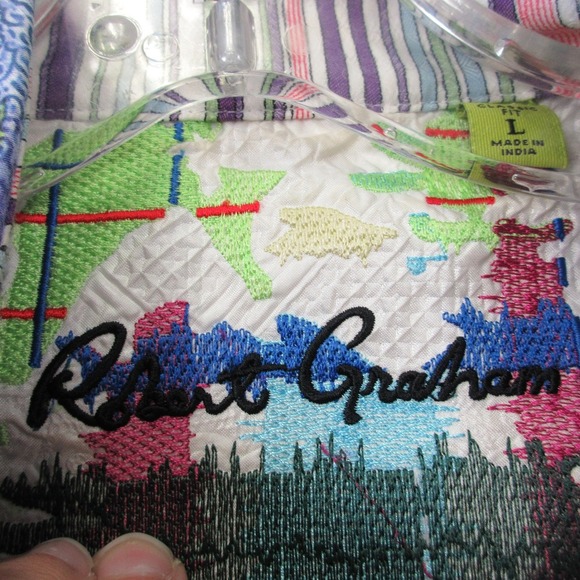 CLASSIC
FIT
L
MADE IN
INDIA
Robert Graham